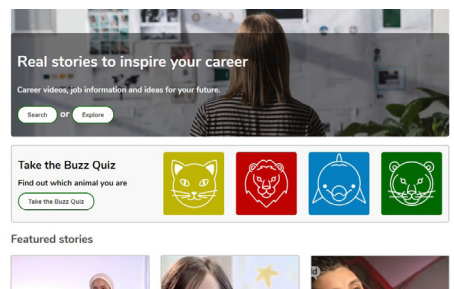 Real stories to inspire your career
Career videos, job information and ideas for your future.
Search or Explore
Take the Buzz Quiz
Find out which animal you are
Take the Buzz Quiz
Featured stories